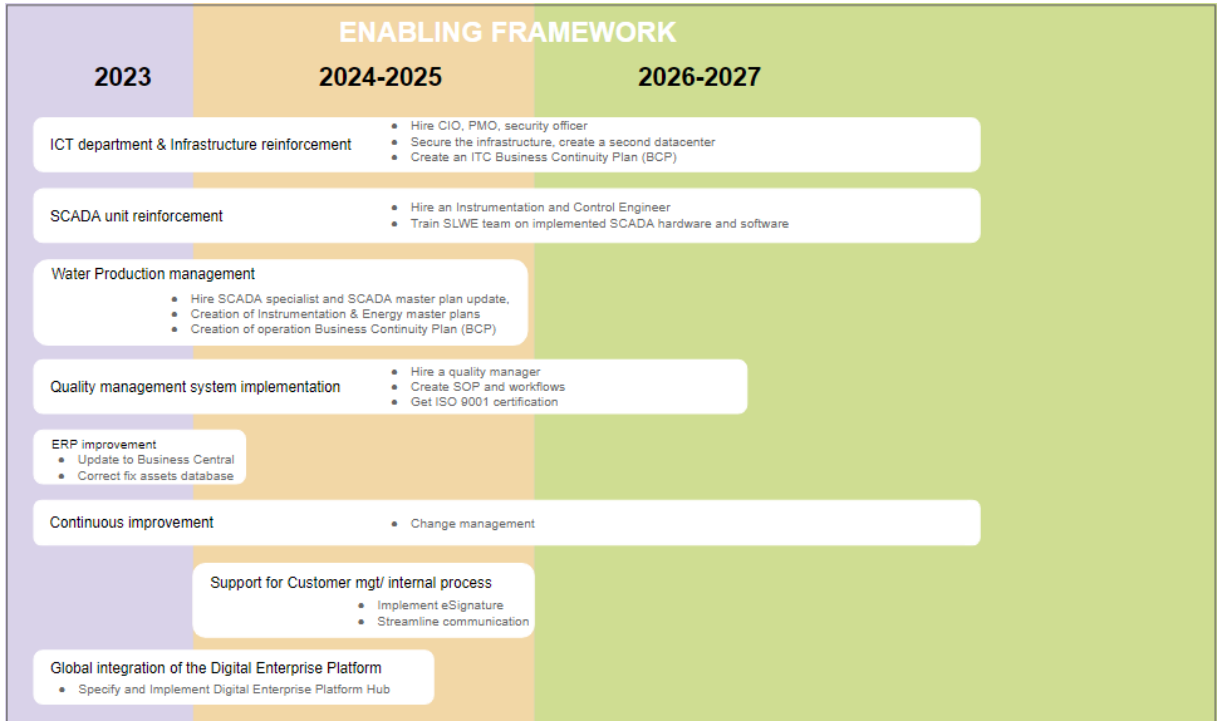 ENABLING FRAMEWORK
2023
2024-2025
2026-2027
ICT department & Infrastructure reinforcement
● Hire CIO, PMO, security officer
● Secure the infrastructure, create a second datacenter
● Create an ITC Business Continuity Plan (BCP)
SCADA unit reinforcement
● Hire an Instrumentation and Control Engineer
● Train SLWE team on implemented SCADA hardware and software
Water Production management
● Hire SCADA specialist and SCADA master plan update,
● Creation of Instrumentation & Energy master plans
● Creation of operation Business Continuity Plan (BCP)
Quality management system implementation
● Hire a quality manager
● Create SOP and workflows
● Get ISO 9001 certification
ERP improvement
● Update to Business Central
● Correct fix assets database
Continuous improvement
● Change management
Support for Customer mgt/ internal process
● Implement eSignature
● Streamline communication
Global integration of the Digital Enterprise Platform
● Specify and Implement Digital Enterprise Platform Hub